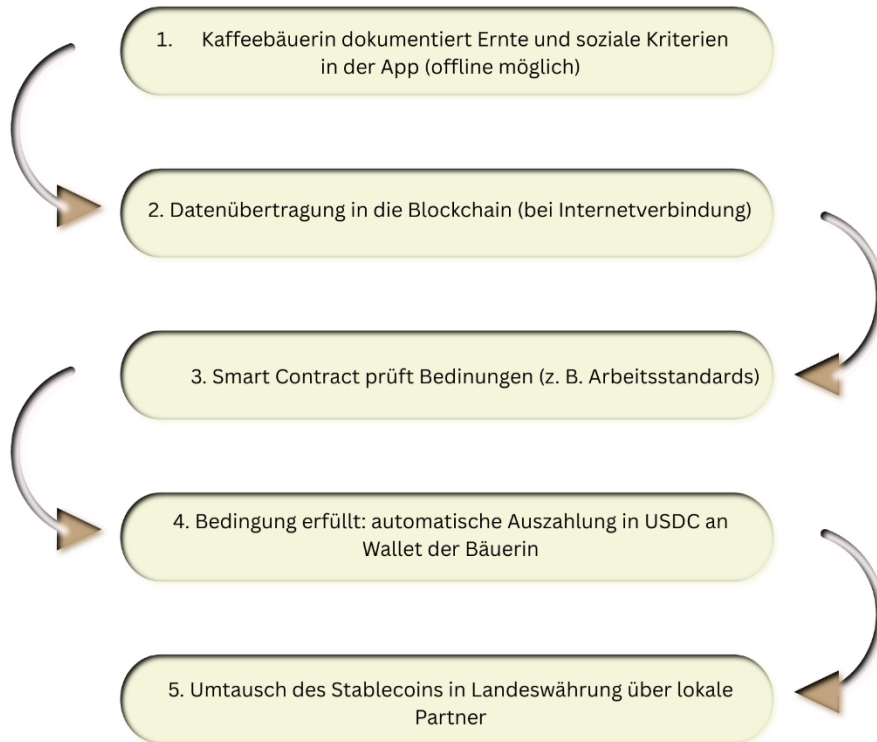 1. Kaffeebäuerin dokumentiert Ernte und soziale Kriterien
in der App (offline möglich)
2. Datenübertragung in die Blockchain (bei Internetverbindung)
3. Smart Contract prüft Bedinungen (z. B. Arbeitsstandards)
4. Bedingung erfüllt: automatische Auszahlung in USDC an
Wallet der Bäuerin
5. Umtausch des Stablecoins in Landeswährung über lokale
Partner